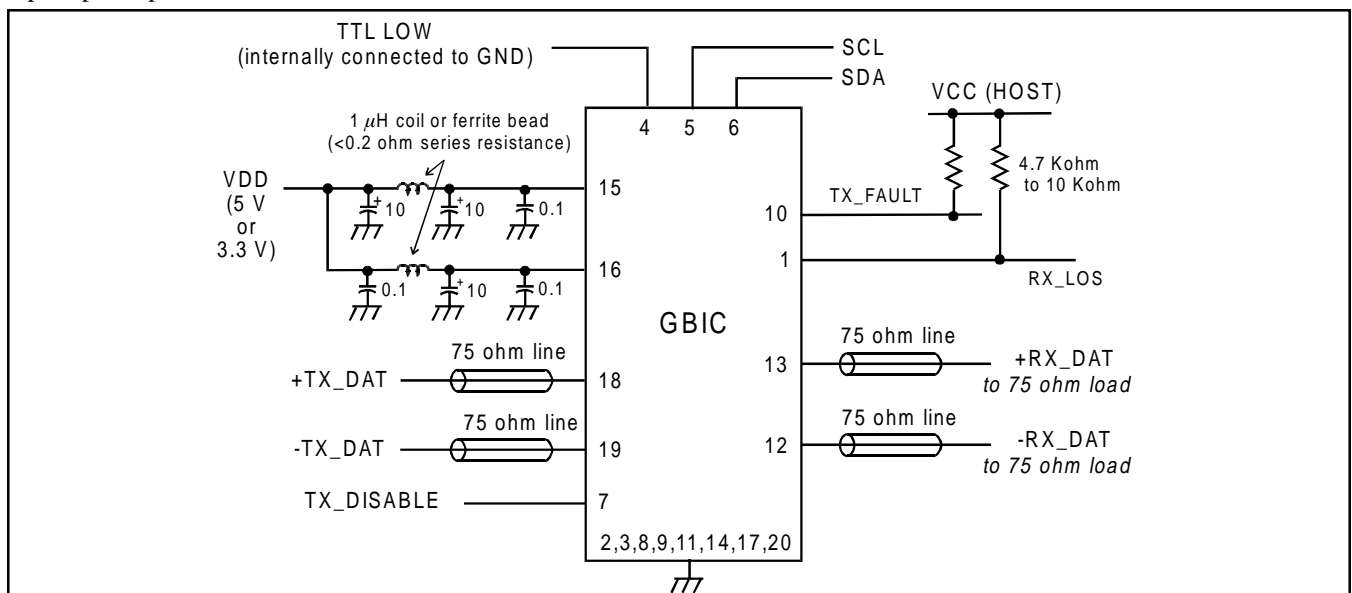 TTL LOW
(internally connected to GND)
SCL
SDA
VCC (HOST)
4 5 6
1 μH coil or ferrite bead
(<0.2 ohm series resistance)
4.7 Kohm
to 10 Kohm
VDD
(5 V
or
3.3 V)
+
10
+
10
0.1
15
10
TX_FAULT
16
1
RX_LOS
0.1
+
10
0.1
GBIC
75 ohm line
+TX_DAT
18
75 ohm line
13
+RX_DAT
to 75 ohm load
75 ohm line
-TX_DAT
19
75 ohm line
12
-RX_DAT
to 75 ohm load
TX_DISABLE
7
2,3,8,9,11,14,17,20